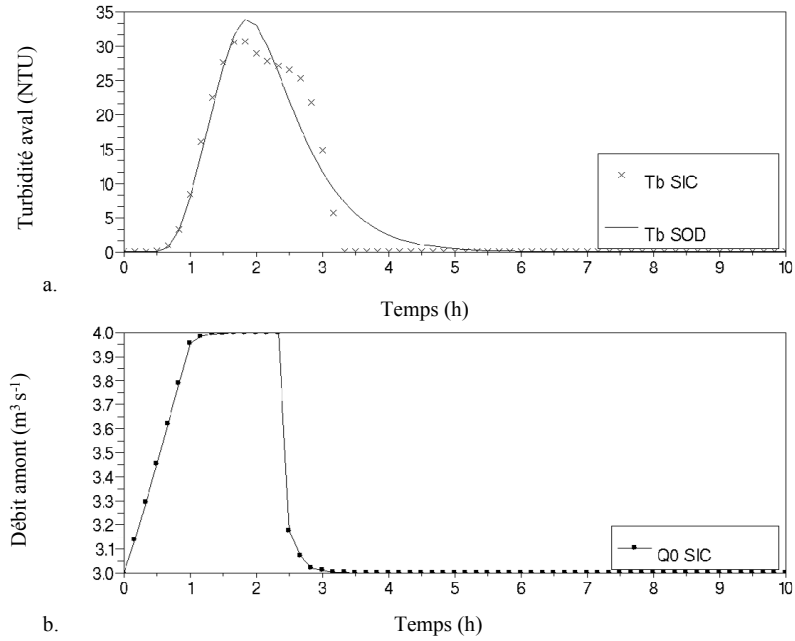 Turbidité aval (NTU)
35
30
25
20
15
10
5
0
Tb SIC
Tb SOD
0 1 2 3 4 5 6 7 8 9 10
a.
Temps (h)
Débit amont (m³ s⁻¹)
4.0
3.9
3.8
3.7
3.6
3.5
3.4
3.3
3.2
3.1
3.0
Q0 SIC
0 1 2 3 4 5 6 7 8 9 10
b.
Temps (h)